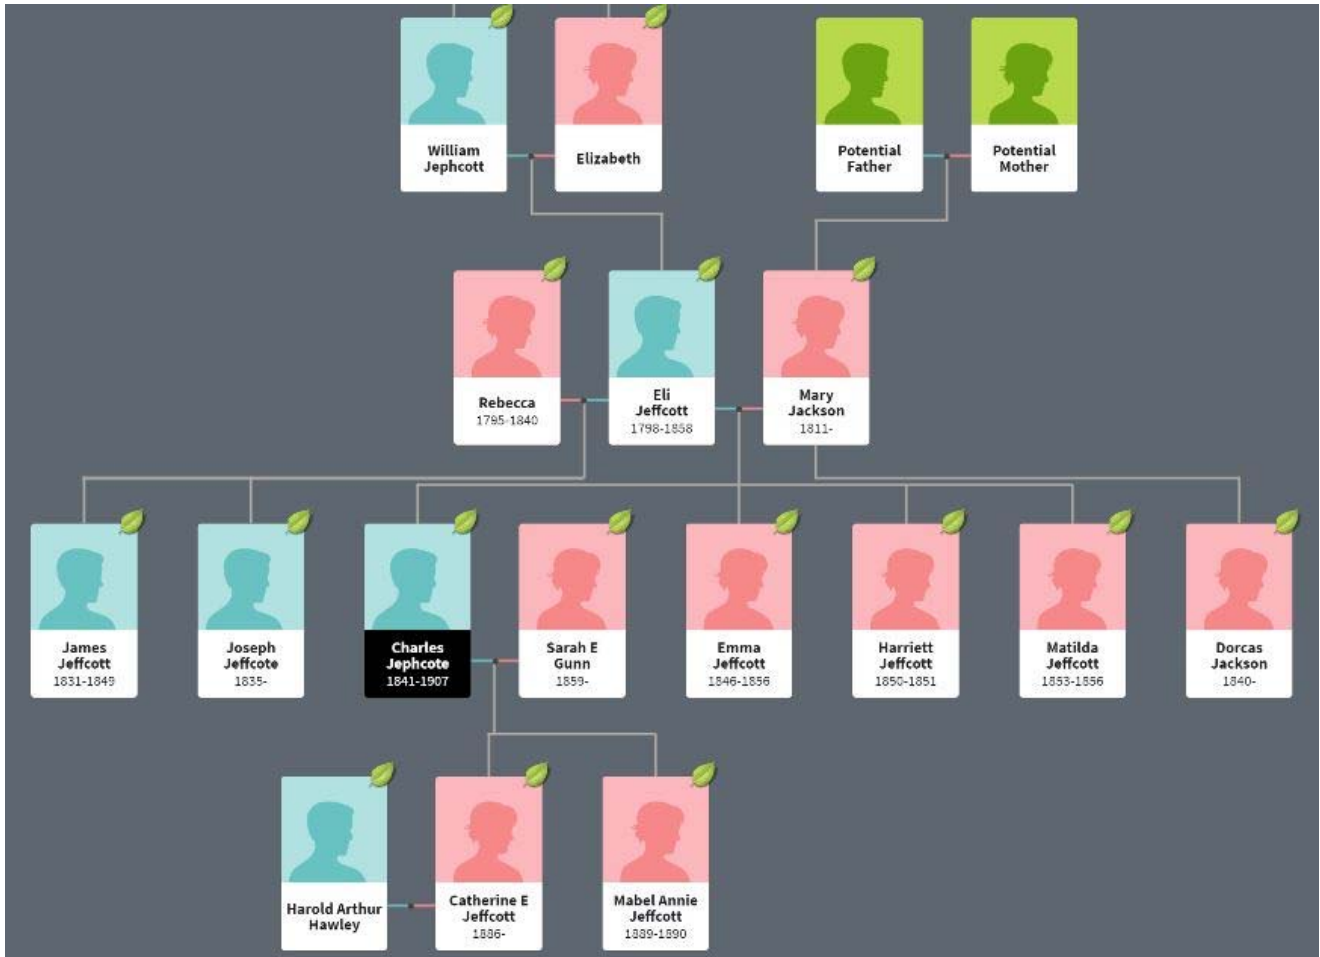 William
Jephcott
Elizabeth
Potential
Father
Potential
Mother
Rebecca
1795-1840
Eli
Jeffcott
1798-1858
Mary
Jackson
1811-
James
Jeffcott
1831-1849
Joseph
Jeffcote
1835-
Charles
Jephcote
1841-1907
Sarah E
Gunn
1859-
Emma
Jeffcott
1846-1856
Harriett
Jeffcott
1850-1851
Matilda
Jeffcott
1853-1856
Dorcas
Jackson
1840-
Harold Arthur
Hawley
Catherine E
Jeffcott
1886-
Mabel Annie
Jeffcott
1889-1890